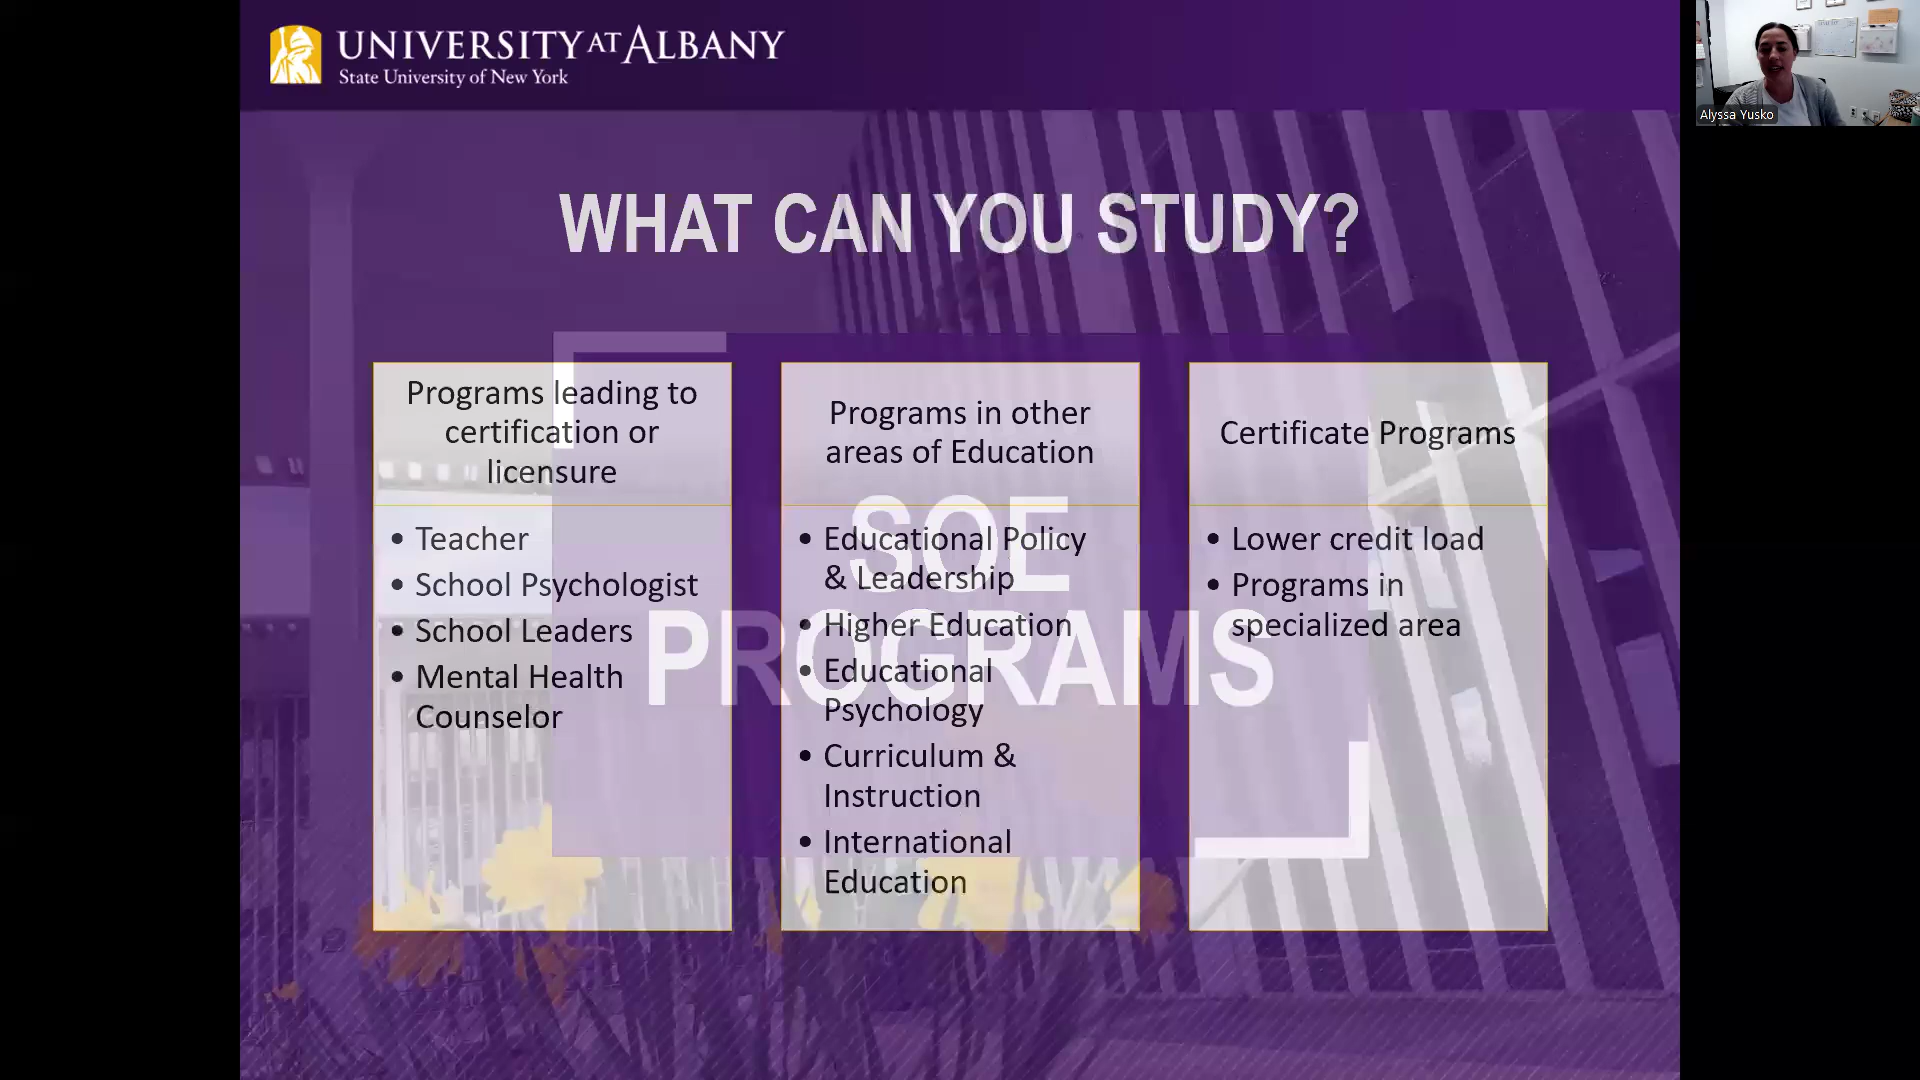 UNIVERSITY AT ALBANY
State University of New York
Alyssa Yusko
WHAT CAN YOU STUDY?
Programs leading to
certification or
licensure
• Teacher
• School Psychologist
• School Leaders
• Mental Health
Counselor
Programs in other
areas of Education
• Educational Policy
& Leadership
• Higher Education
• Educational
Psychology
• Curriculum &
Instruction
• International
Education
Certificate Programs
• Lower credit load
• Programs in
specialized area
SOE
PROGRAMS